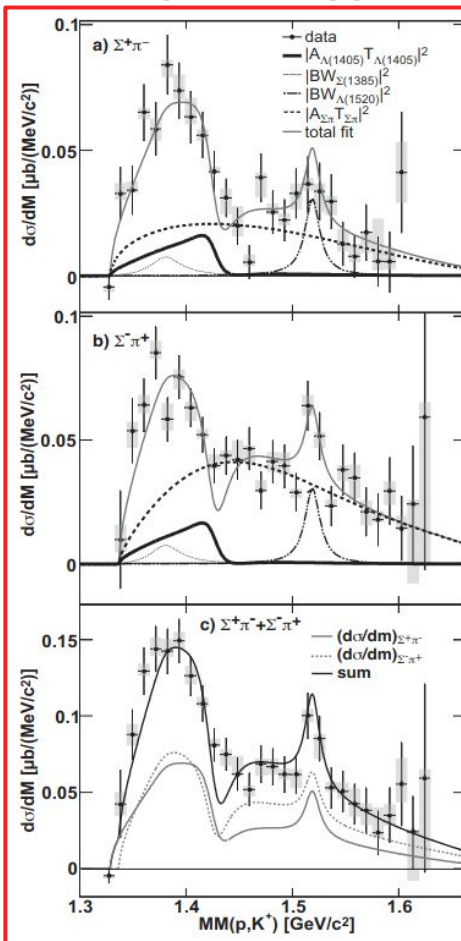 a) Σ⁺π⁻
data
|A_Λ(1405)T_Λ(1405)|²
|BW_Σ(1385)|²
|BW_Λ(1520)|²
|A_ΣπT_Σπ|²
total fit
dσ/dM [μb/(MeV/c²)]
0.1
0.05
0
b) Σ⁻π⁺
dσ/dM [μb/(MeV/c²)]
0.1
0.05
0
c) Σ⁺π⁻+Σ⁻π⁺
(dσ/dm)_Σ⁺π⁻
(dσ/dm)_Σ⁻π⁺
sum
dσ/dM [μb/(MeV/c²)]
0.15
0.1
0.05
0
1.3 1.4 1.5 1.6
MM(p,K⁺) [GeV/c²]